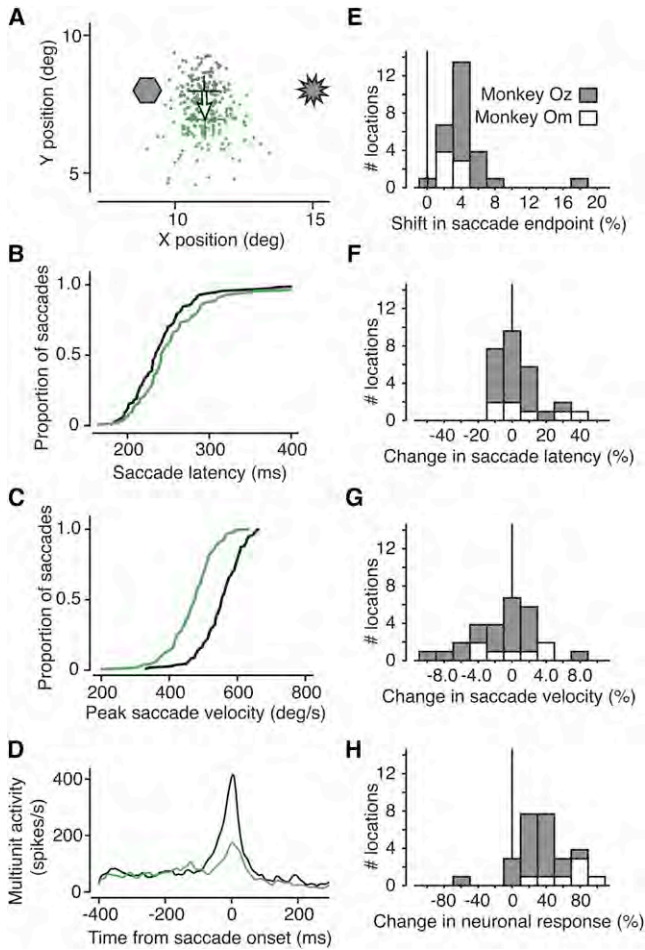 A
Y position (deg)
10
5
10 15
X position (deg)
B
Proportion of saccades
1.0
0.5
0
200 300 400
Saccade latency (ms)
C
Proportion of saccades
1.0
0.5
0
200 400 600 800
Peak saccade velocity (deg/s)
D
Multiunit activity
(spikes/s)
400
200
0
-400 -200 0 200
Time from saccade onset (ms)
E
# locations
12
8
4
0
Monkey Oz
Monkey Om
0 4 8 12 16 20
Shift in saccade endpoint (%)
F
# locations
12
8
4
0
-40 -20 0 20 40
Change in saccade latency (%)
G
# locations
12
8
4
0
-8.0 -4.0 0 4.0 8.0
Change in saccade velocity (%)
H
# locations
12
8
4
0
-80 -40 0 40 80
Change in neuronal response (%)